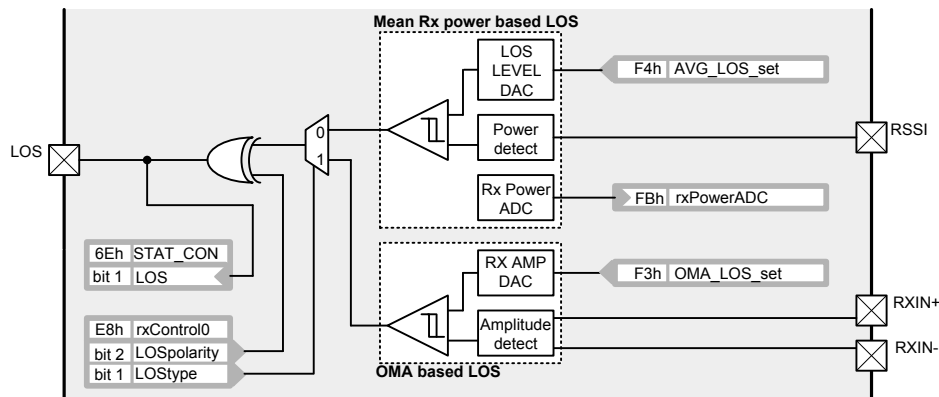 Mean Rx power based LOS
LOS
LEVEL
DAC
F4h AVG_LOS_set
0
1
Power
detect
RSSI
LOS
Rx Power
ADC
FBh rxPowerADC
6Eh STAT_CON
bit 1 LOS
RX AMP
DAC
F3h OMA_LOS_set
RXIN+
E8h rxControl0
bit 2 LOSpolarity
bit 1 LOStype
Amplitude
detect
RXIN-
OMA based LOS